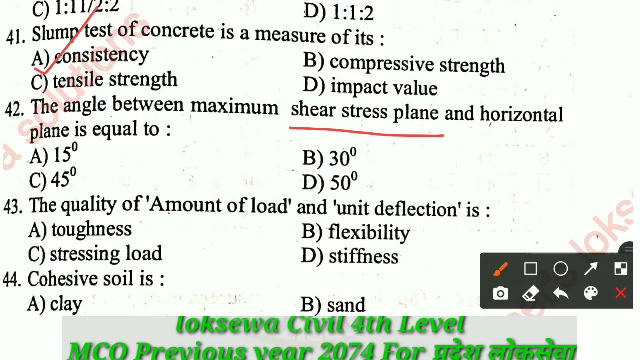 C) 1:1 1/2:2 D) 1:1:2
41. Slump test of concrete is a measure of its :
A) consistency B) compressive strength
C) tensile strength D) impact value
42. The angle between maximum shear stress plane and horizontal
plane is equal to :
A) 15⁰ B) 30⁰
C) 45⁰ D) 50⁰
43. The quality of 'Amount of load' and 'unit deflection' is :
A) toughness B) flexibility
C) stressing load D) stiffness
44. Cohesive soil is :
A) clay B) sand
loksewa Civil 4th Level
MCQ Previous year 2074 For प्रदेश लोकसेवा